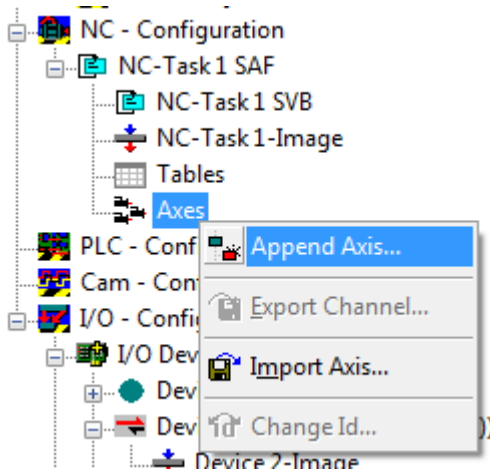 NC - Configuration
NC-Task 1 SAF
NC-Task 1 SVB
NC-Task 1-Image
Tables
Axes
Append Axis...
PLC - Conf
Cam - Con
Export Channel...
I/O - Config
I/O Dev
Import Axis...
Dev
Dev
Change Id...
))
Device 2-Image